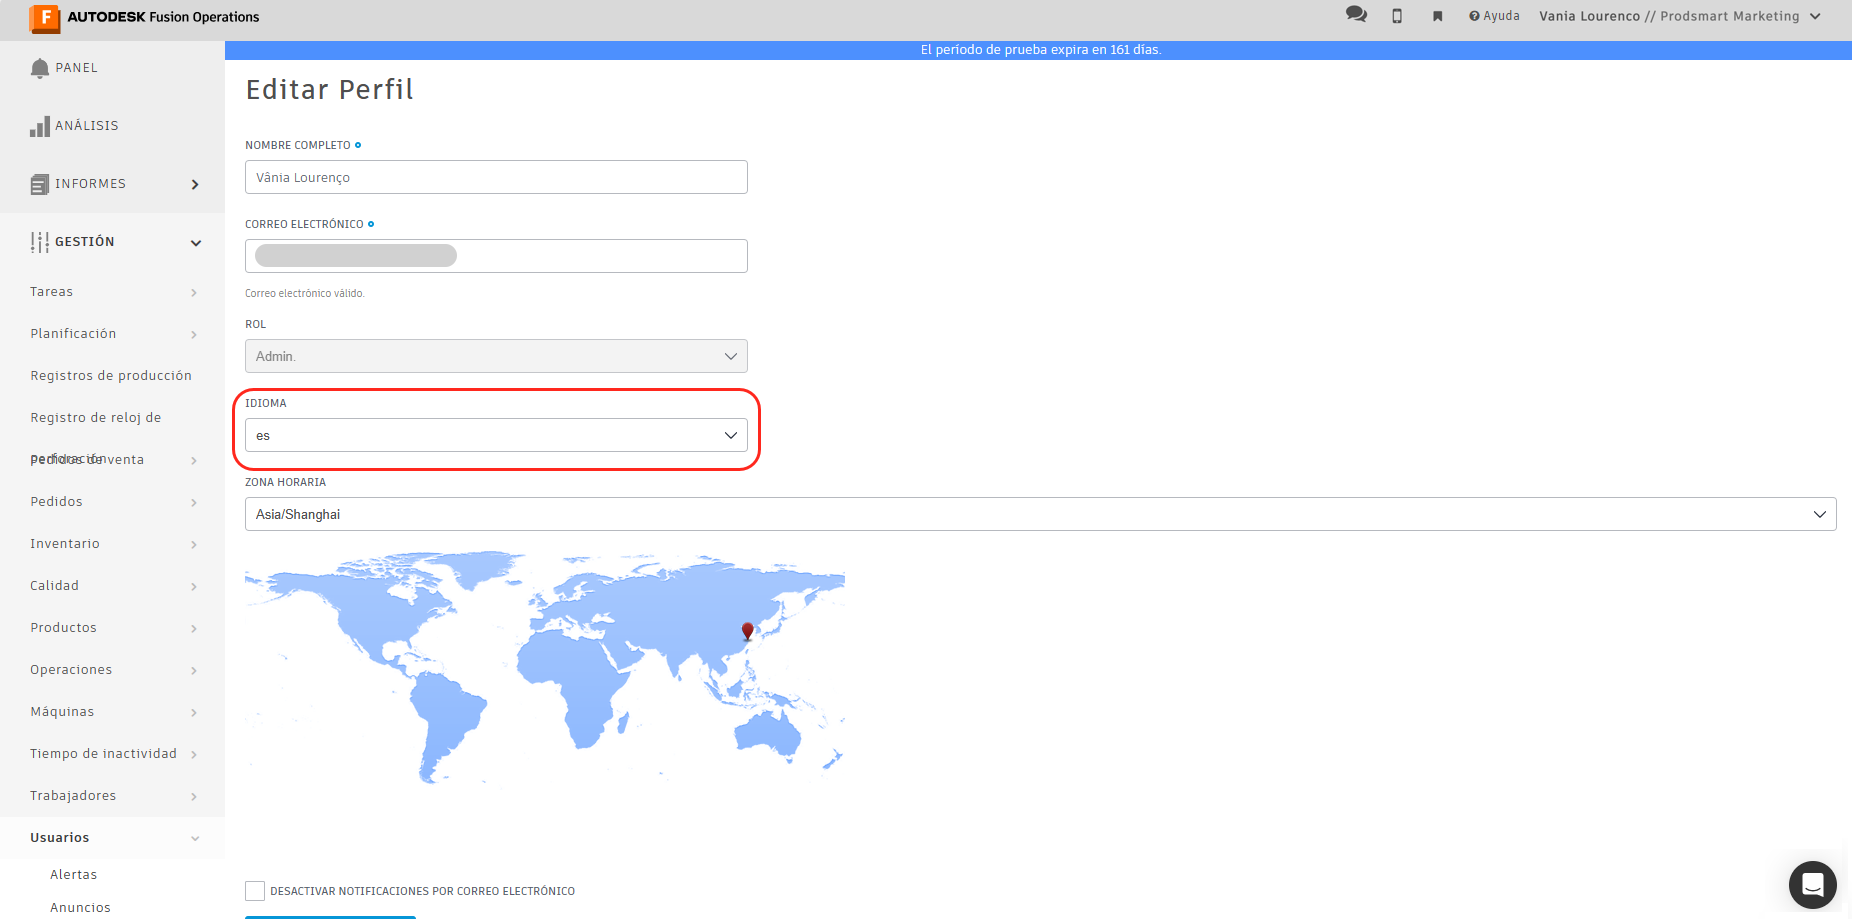 F AUTODESK Fusion Operations
Ayuda
Vania Lourenco // Prodsmart Marketing
El período de prueba expira en 161 días.
PANEL
ANÁLISIS
INFORMES
GESTIÓN
Tareas
Planificación
Registros de producción
Registro de reloj de
perforación
Pedidos de venta
Pedidos
Inventario
Calidad
Productos
Operaciones
Máquinas
Tiempo de inactividad
Trabajadores
Usuarios
Alertas
Anuncios
Editar Perfil
NOMBRE COMPLETO
Vânia Lourenço
CORREO ELECTRÓNICO
Correo electrónico válido.
ROL
Admin.
IDIOMA
es
ZONA HORARIA
Asia/Shanghai
DESACTIVAR NOTIFICACIONES POR CORREO ELECTRÓNICO